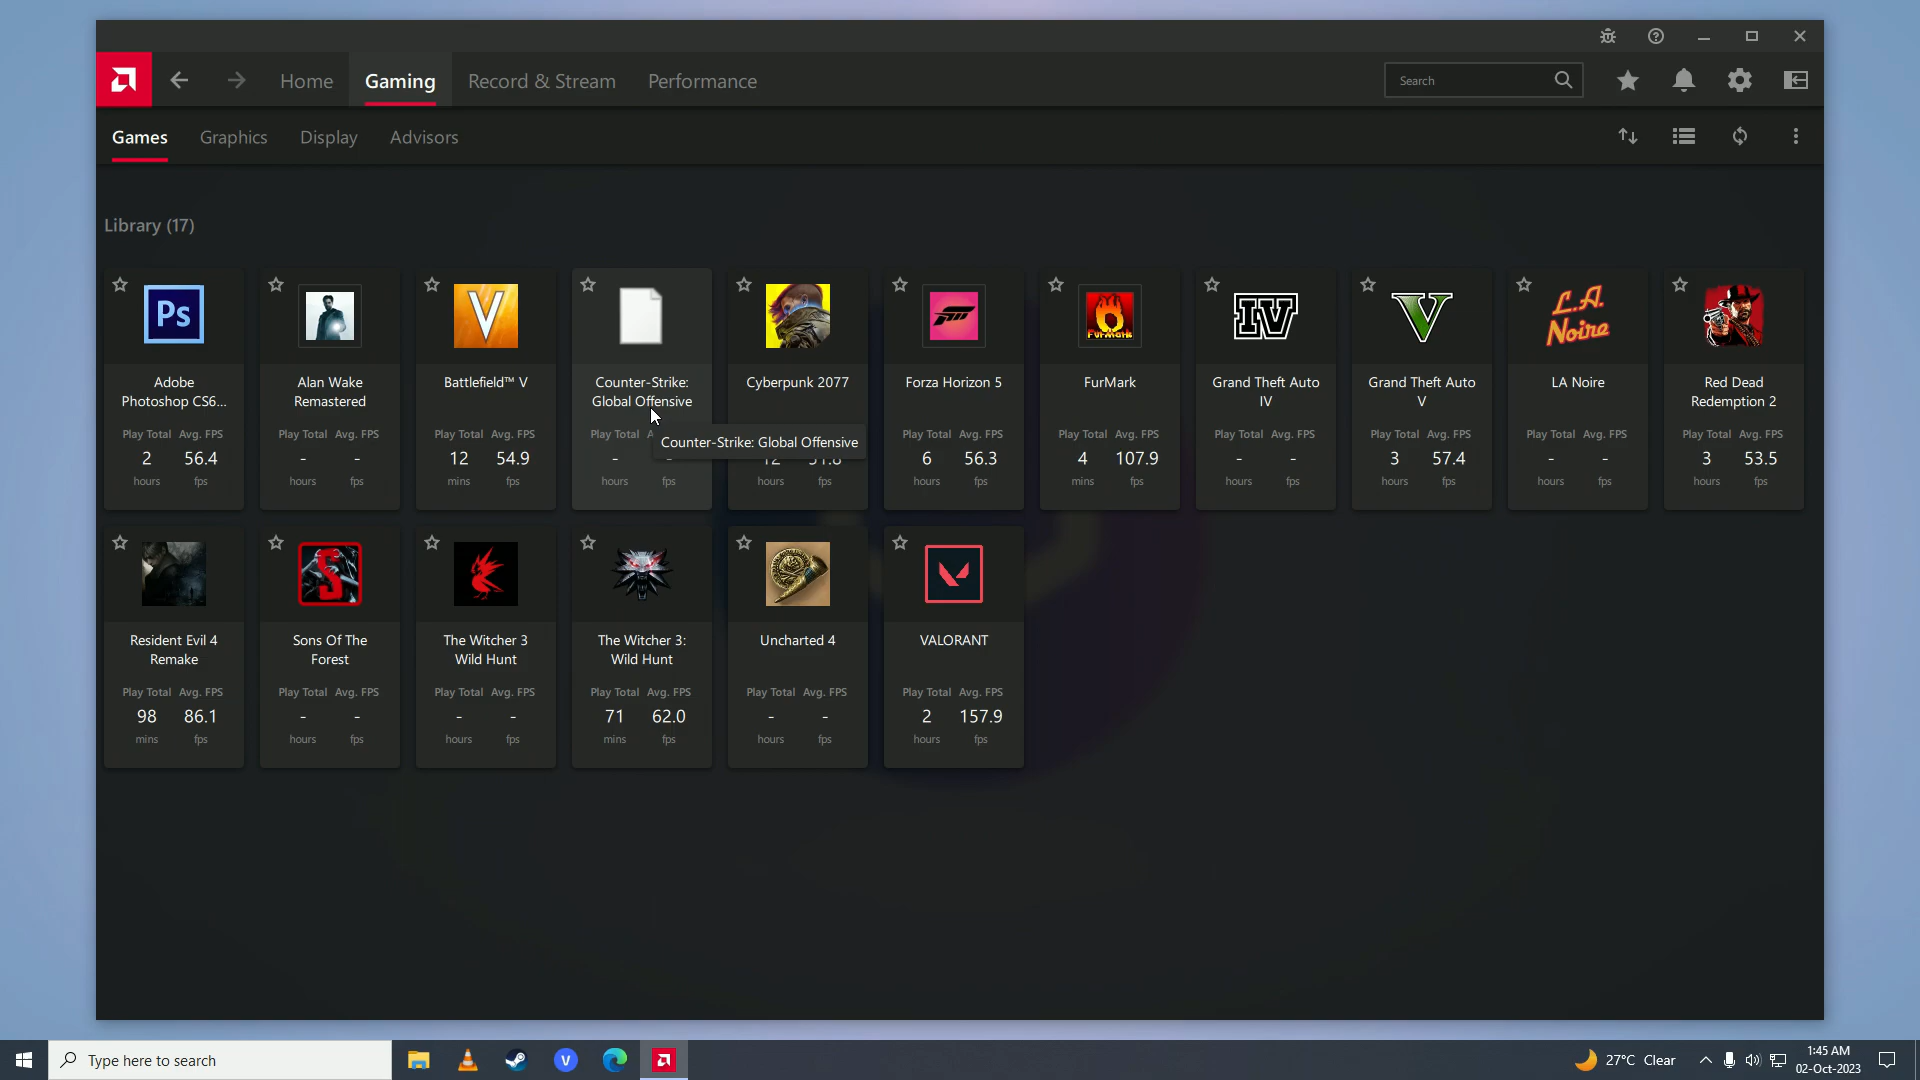 Home
Gaming
Record & Stream
Performance
Search
Games
Graphics
Display
Advisors
Library (17)
Ps
V
IV
V
L.A.
Noire
FurMark
Adobe
Photoshop CS6...
Play Total Avg. FPS
2 56.4
hours fps
Alan Wake
Remastered
Play Total Avg. FPS
- -
hours fps
Battlefield™ V
Play Total Avg. FPS
12 54.9
mins fps
Counter-Strike:
Global Offensive
Play Total
- -
hours fps
Counter-Strike: Global Offensive
Cyberpunk 2077
12 51.8
hours fps
Forza Horizon 5
Play Total Avg. FPS
6 56.3
hours fps
FurMark
Play Total Avg. FPS
4 107.9
mins fps
Grand Theft Auto
IV
Play Total Avg. FPS
- -
hours fps
Grand Theft Auto
V
Play Total Avg. FPS
3 57.4
hours fps
LA Noire
Play Total Avg. FPS
- -
hours fps
Red Dead
Redemption 2
Play Total Avg. FPS
3 53.5
hours fps
Resident Evil 4
Remake
Play Total Avg. FPS
98 86.1
mins fps
S
Sons Of The
Forest
Play Total Avg. FPS
- -
hours fps
The Witcher 3
Wild Hunt
Play Total Avg. FPS
- -
hours fps
The Witcher 3:
Wild Hunt
Play Total Avg. FPS
71 62.0
mins fps
Uncharted 4
Play Total Avg. FPS
- -
hours fps
VALORANT
Play Total Avg. FPS
2 157.9
hours fps
Type here to search
V
27°C Clear
1:45 AM
02-Oct-2023